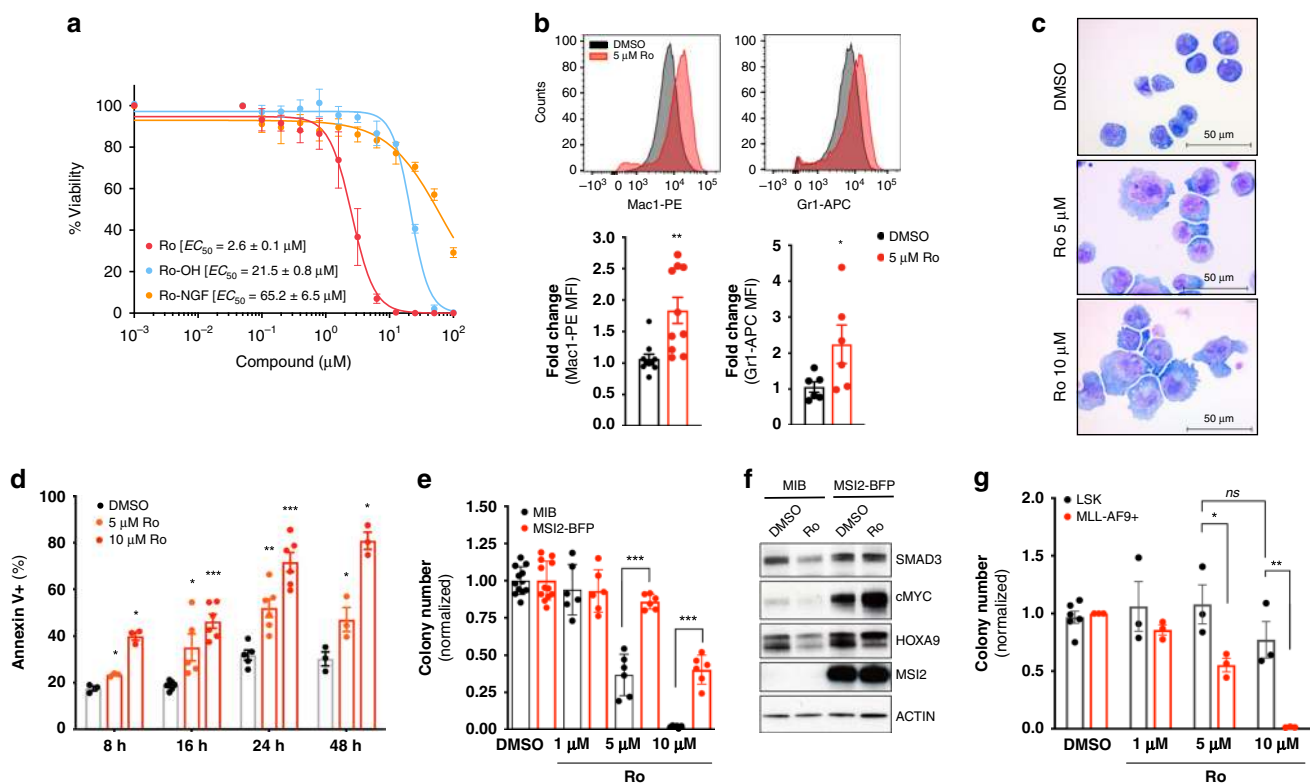 a
% Viability
120
100
80
60
40
20
0
Ro [EC50 = 2.6 ± 0.1 μM]
Ro-OH [EC50 = 21.5 ± 0.8 μM]
Ro-NGF [EC50 = 65.2 ± 6.5 μM]
10⁻³ 10⁻² 10⁻¹ 10⁰ 10¹ 10²
Compound (μM)
b
DMSO
5 μM Ro
Counts
100
80
60
40
20
0
−10³ 0 10³ 10⁴ 10⁵
Mac1-PE
100
80
60
40
20
0
−10³ 0 10³ 10⁴ 10⁵
Gr1-APC
Fold change
(Mac1-PE MFI)
3.0
2.5
2.0
1.5
1.0
0.5
0.0
**
Fold change
(Gr1-APC MFI)
5
4
3
2
1
0
*
DMSO
5 μM Ro
c
DMSO
50 μm
Ro 5 μM
50 μm
Ro 10 μM
50 μm
d
Annexin V+ (%)
100
80
60
40
20
0
DMSO
5 μM Ro
10 μM Ro
* * * *** ** *** * *
8 h 16 h 24 h 48 h
e
Colony number
(normalized)
1.50
1.25
1.00
0.75
0.50
0.25
0.00
MIB
MSI2-BFP
***
***
DMSO 1 μM 5 μM 10 μM
Ro
f
MIB MSI2-BFP
DMSO Ro DMSO Ro
SMAD3
cMYC
HOXA9
MSI2
ACTIN
g
Colony number
(normalized)
2.0
1.5
1.0
0.5
0.0
LSK
MLL-AF9+
ns
*
**
DMSO 1 μM 5 μM 10 μM
Ro